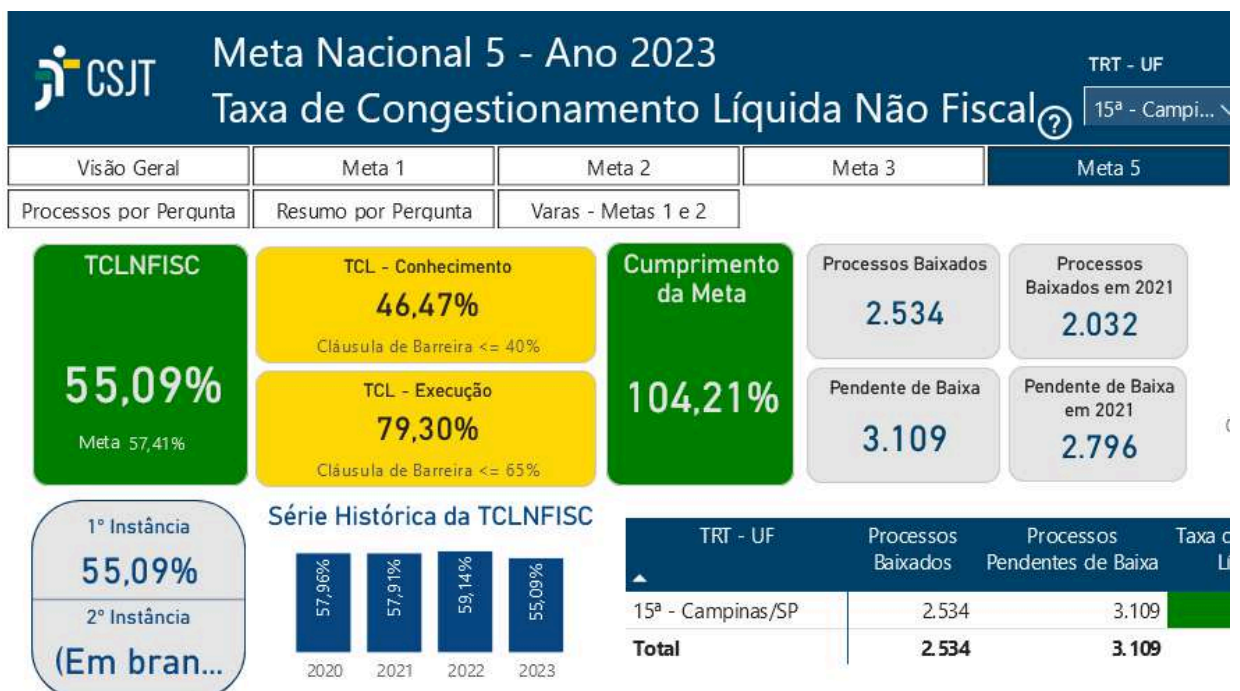 CSJT
Meta Nacional 5 - Ano 2023
Taxa de Congestionamento Líquida Não Fiscal ?
TRT - UF
15ª - Campi...
Visão Geral
Meta 1
Meta 2
Meta 3
Meta 5
Processos por Pergunta
Resumo por Pergunta
Varas - Metas 1 e 2
TCLNFISC
55,09%
Meta 57,41%
TCL - Conhecimento
46,47%
Cláusula de Barreira <= 40%
TCL - Execução
79,30%
Cláusula de Barreira <= 65%
Cumprimento
da Meta
104,21%
Processos Baixados
2.534
Processos
Baixados em 2021
2.032
Pendente de Baixa
3.109
Pendente de Baixa
em 2021
2.796
1º Instância
55,09%
2º Instância
(Em bran...
Série Histórica da TCLNFISC
57,96%
57,91%
59,14%
55,09%
2020
2021
2022
2023
TRT - UF
Processos
Baixados
Processos
Pendentes de Baixa
Taxa
15ª - Campinas/SP
2.534
3.109
Total
2.534
3.109